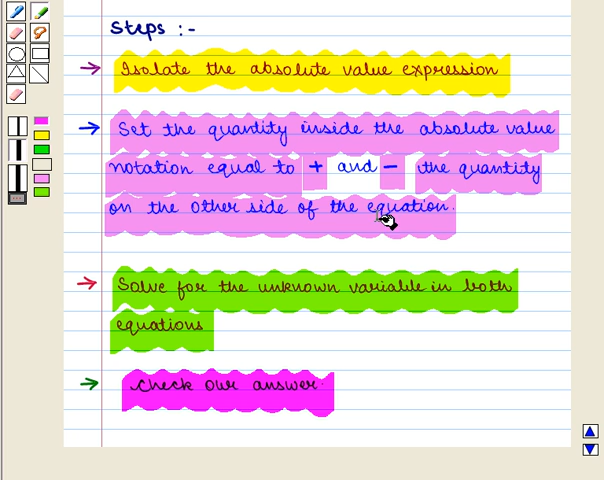 Steps :-
→ Isolate the absolute value expression
→ Set the quantity inside the absolute value
notation equal to + and - the quantity
on the other side of the equation.
→ Solve for the unknown variable in both
equations
→ Check our answer.